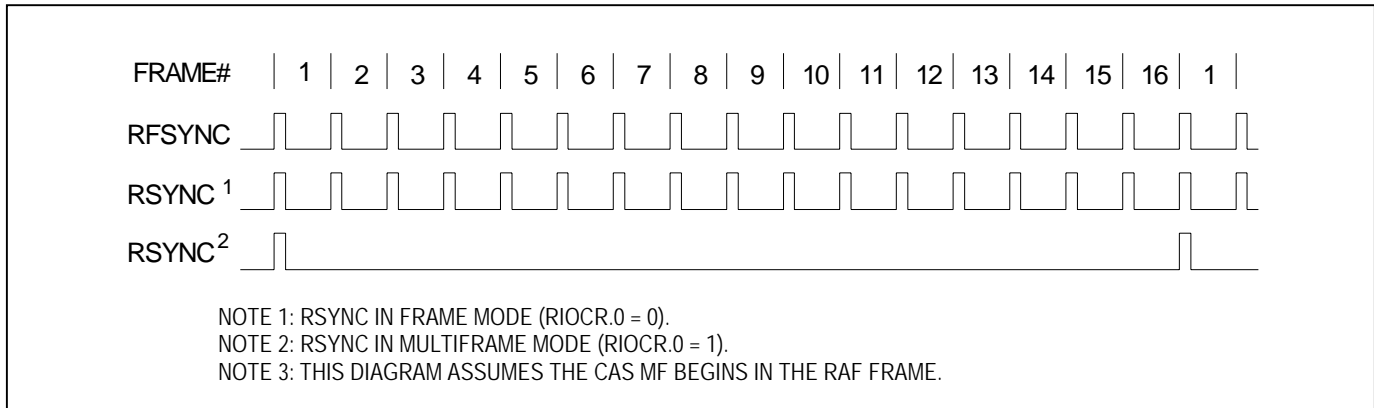 FRAME# 1 2 3 4 5 6 7 8 9 10 11 12 13 14 15 16 1
RFSYNC
RSYNC 1
RSYNC2
NOTE 1: RSYNC IN FRAME MODE (RIOCR.0 = 0).
NOTE 2: RSYNC IN MULTIFRAME MODE (RIOCR.0 = 1).
NOTE 3: THIS DIAGRAM ASSUMES THE CAS MF BEGINS IN THE RAF FRAME.